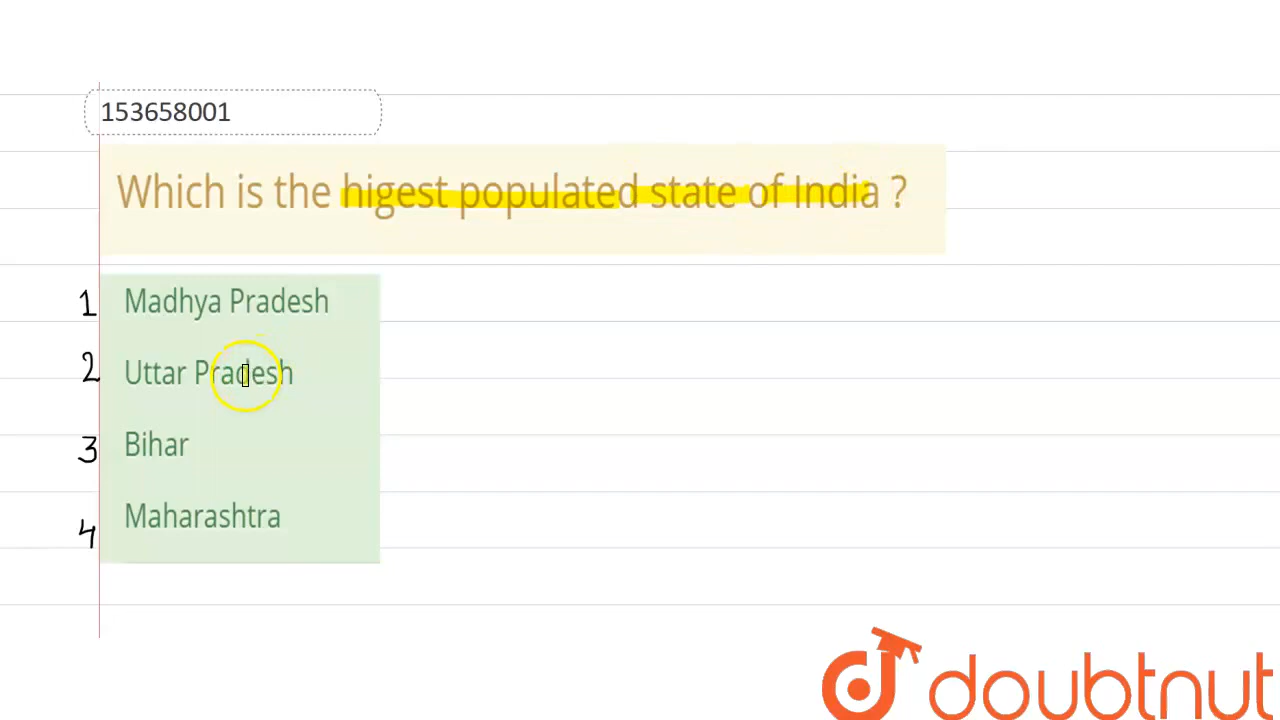 153658001
Which is the higest populated state of India ?
1 Madhya Pradesh
2 Uttar Pradesh
3 Bihar
4 Maharashtra
doubtnut